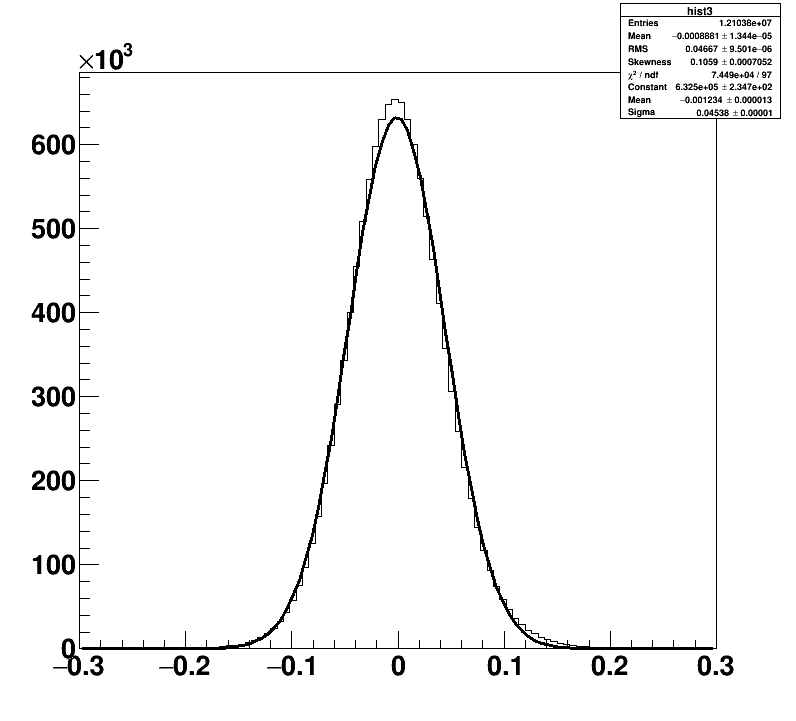 hist3
Entries 1.21038e+07
Mean −0.0008881 ± 1.344e−05
RMS 0.04667 ± 9.501e−06
Skewness 0.1059 ± 0.0007052
χ² / ndf 7.449e+04 / 97
Constant 6.325e+05 ± 2.347e+02
Mean −0.001234 ± 0.000013
Sigma 0.04538 ± 0.00001
×10³
600
500
400
300
200
100
0
−0.3 −0.2 −0.1 0 0.1 0.2 0.3